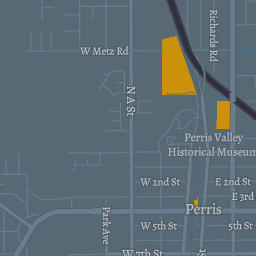 Richards Rd
W Metz Rd
N A St
Perris Valley
Historical Museum
W 2nd St
E 2nd St
E 3rd
Perris
Park Ave
W 5th St
5th St
W 7th St